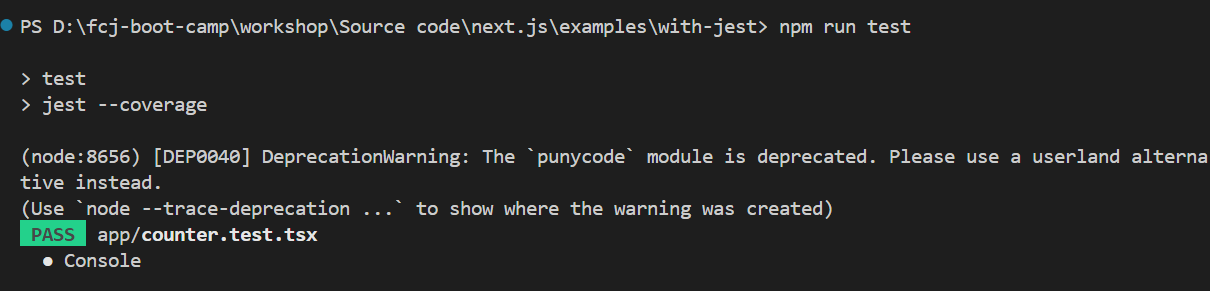 PS D:\fcj-boot-camp\workshop\Source code\next.js\examples\with-jest> npm run test
> test
> jest --coverage
(node:8656) [DEP0040] DeprecationWarning: The `punycode` module is deprecated. Please use a userland alterna
tive instead.
(Use `node --trace-deprecation ...` to show where the warning was created)
PASS app/counter.test.tsx
● Console